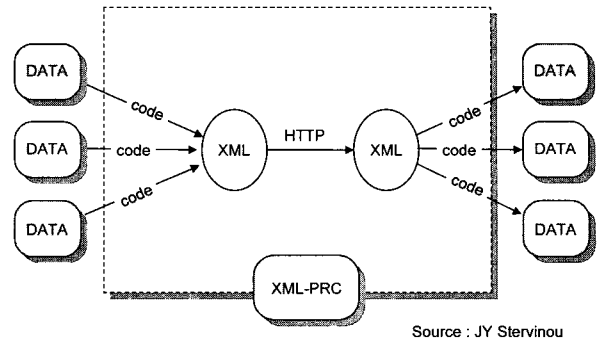 DATA
DATA
DATA
code
code
code
XML
HTTP
XML
code
code
code
DATA
DATA
DATA
XML-PRC
Source : JY Stervinou